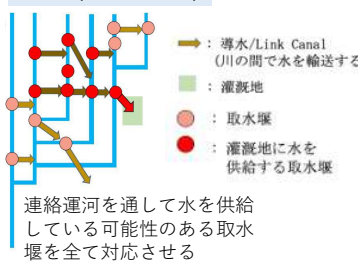 ：導水/Link Canal
(川の間で水を輸送する
：灌漑地
：取水堰
：灌漑地に水を
供給する取水堰
連絡運河を通して水を供給
している可能性のある取水
堰を全て対応させる